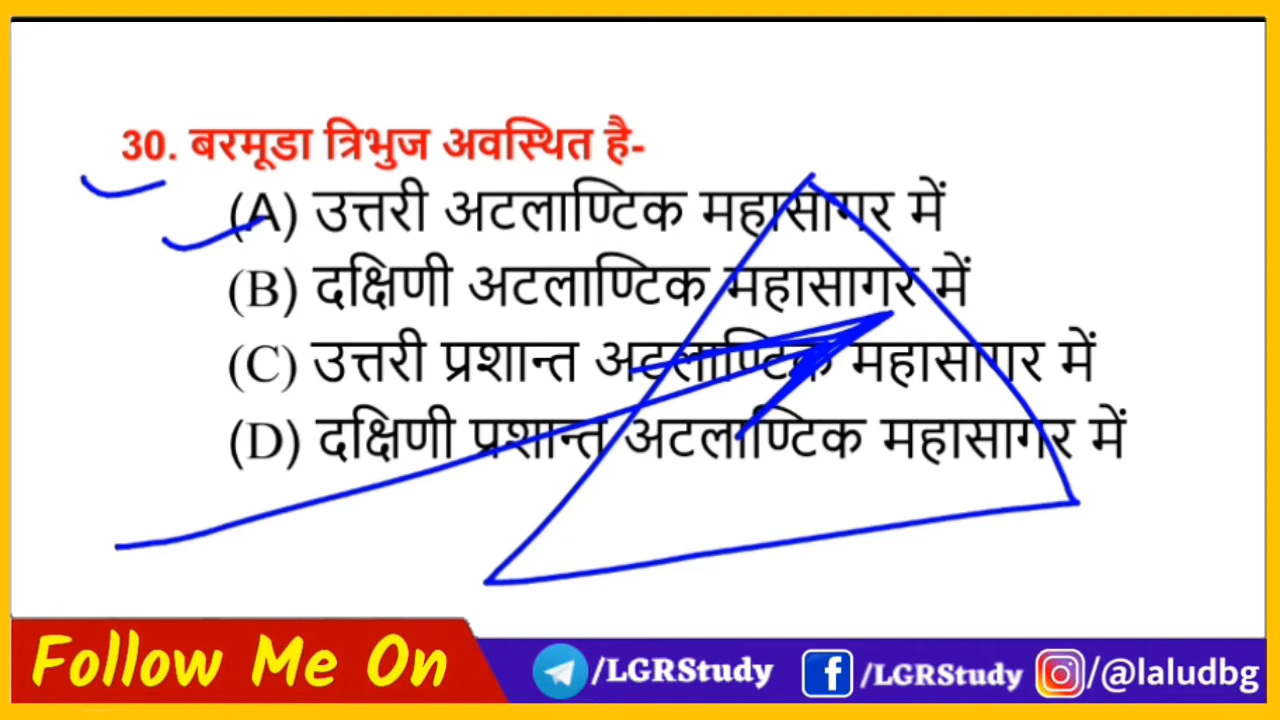 30. बरमूडा त्रिभुज अवस्थित है-
(A) उत्तरी अटलाण्टिक महासागर में
(B) दक्षिणी अटलाण्टिक महासागर में
(C) उत्तरी प्रशान्त अटलाण्टिक महासागर में
(D) दक्षिणी प्रशान्त अटलाण्टिक महासागर में
Follow Me On /LGRStudy /LGRStudy /@laludbg